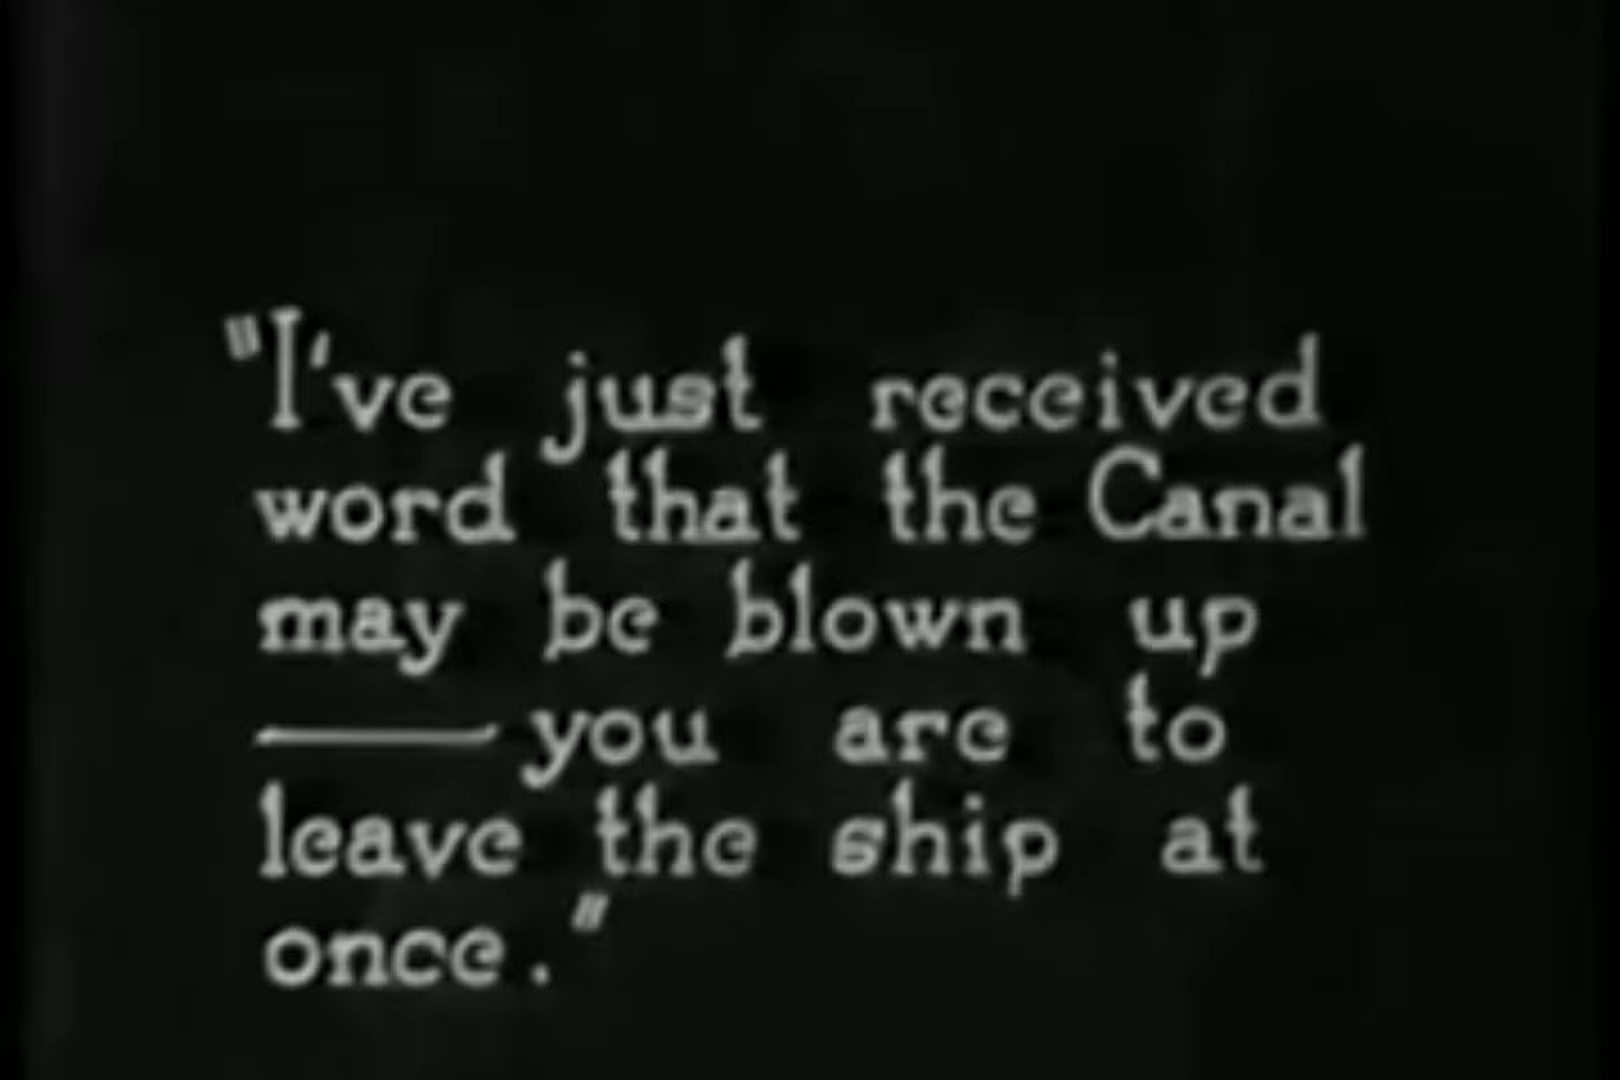 "I've just received
word that the Canal
may be blown up
—— you are to
leave the ship at
once."